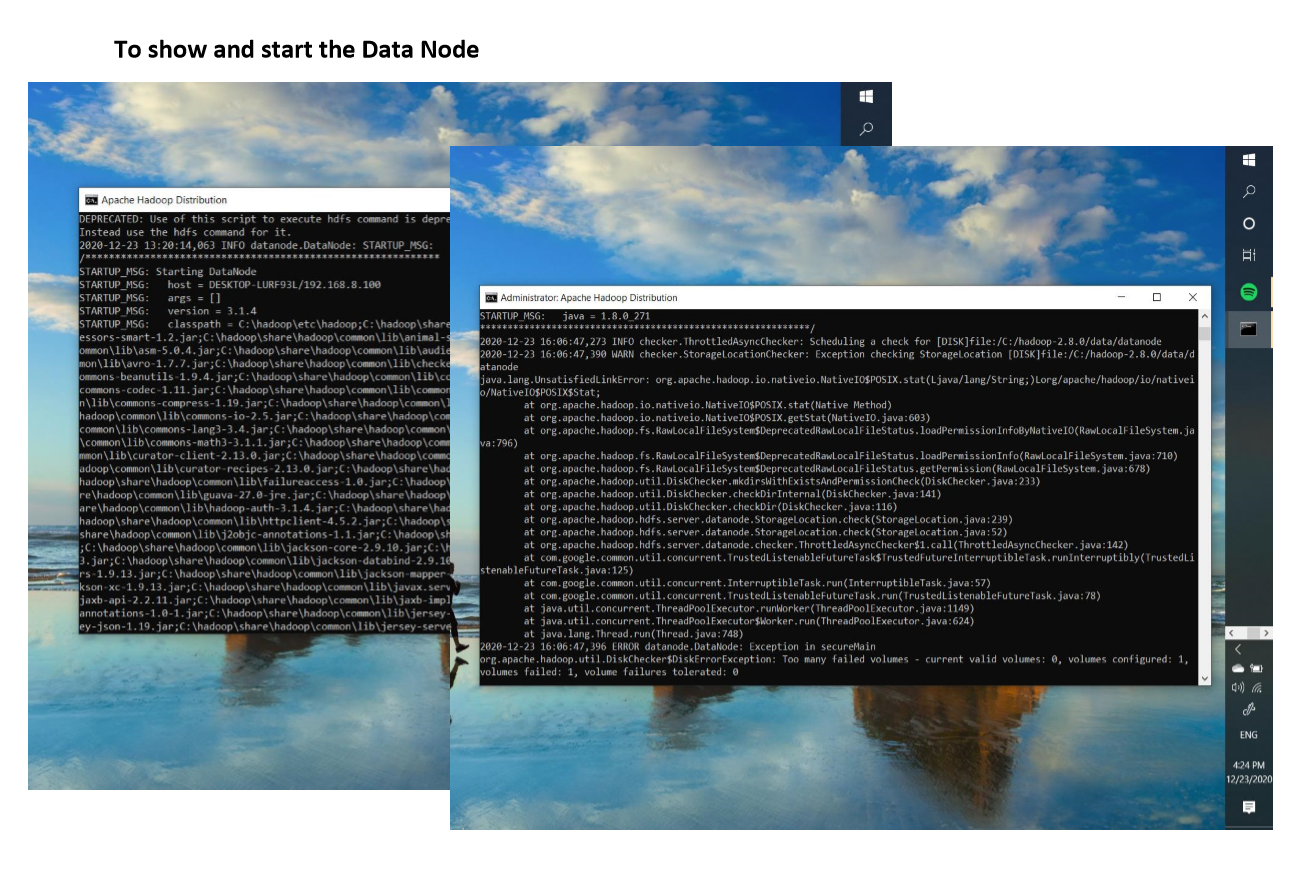 To show and start the Data Node
Apache Hadoop Distribution
DEPRECATED: Use of this script to execute hdfs command is depre
Instead use the hdfs command for it.
2020-12-23 13:20:14,063 INFO datanode.DataNode: STARTUP_MSG:
/************************************************************
STARTUP_MSG: Starting DataNode
STARTUP_MSG:   host = DESKTOP-LURF93L/192.168.8.100
STARTUP_MSG:   args = []
STARTUP_MSG:   version = 3.1.4
STARTUP_MSG:   classpath = C:\hadoop\etc\hadoop;C:\hadoop\share
essors-smart-1.2.jar;C:\hadoop\share\hadoop\common\lib\animal-s
ommon\lib\asm-5.0.4.jar;C:\hadoop\share\hadoop\common\lib\audie
mon\lib\avro-1.7.7.jar;C:\hadoop\share\hadoop\common\lib\checke
ommons-beanutils-1.9.4.jar;C:\hadoop\share\hadoop\common\lib\co
commons-codec-1.11.jar;C:\hadoop\share\hadoop\common\lib\common
n\lib\commons-compress-1.19.jar;C:\hadoop\share\hadoop\common\l
hadoop\common\lib\commons-io-2.5.jar;C:\hadoop\share\hadoop\com
common\lib\commons-lang3-3.4.jar;C:\hadoop\share\hadoop\common\
\common\lib\commons-math3-3.1.1.jar;C:\hadoop\share\hadoop\comm
mmon\lib\curator-client-2.13.0.jar;C:\hadoop\share\hadoop\commo
adoop\common\lib\curator-recipes-2.13.0.jar;C:\hadoop\share\had
hadoop\share\hadoop\common\lib\failureaccess-1.0.jar;C:\hadoop\
re\hadoop\common\lib\guava-27.0-jre.jar;C:\hadoop\share\hadoop\
are\hadoop\common\lib\hadoop-auth-3.1.4.jar;C:\hadoop\share\had
hadoop\share\hadoop\common\lib\httpclient-4.5.2.jar;C:\hadoop\s
share\hadoop\common\lib\j2objc-annotations-1.1.jar;C:\hadoop\sh
;C:\hadoop\share\hadoop\common\lib\jackson-core-2.9.10.jar;C:\h
3.jar;C:\hadoop\share\hadoop\common\lib\jackson-databind-2.9.10
rs-1.9.13.jar;C:\hadoop\share\hadoop\common\lib\jackson-mapper-
kson-xc-1.9.13.jar;C:\hadoop\share\hadoop\common\lib\javax.serv
jaxb-api-2.2.11.jar;C:\hadoop\share\hadoop\common\lib\jaxb-impl
annotations-1.0-1.jar;C:\hadoop\share\hadoop\common\lib\jersey-
ey-json-1.19.jar;C:\hadoop\share\hadoop\common\lib\jersey-serve
Administrator: Apache Hadoop Distribution
STARTUP_MSG:   java = 1.8.0_271
************************************************************/
2020-12-23 16:06:47,273 INFO checker.ThrottledAsyncChecker: Scheduling a check for [DISK]file:/C:/hadoop-2.8.0/data/datanode
2020-12-23 16:06:47,390 WARN checker.StorageLocationChecker: Exception checking StorageLocation [DISK]file:/C:/hadoop-2.8.0/data/d
atanode
java.lang.UnsatisfiedLinkError: org.apache.hadoop.io.nativeio.NativeIO$POSIX.stat(Ljava/lang/String;)Lorg/apache/hadoop/io/nativei
o/NativeIO$POSIX$Stat;
at org.apache.hadoop.io.nativeio.NativeIO$POSIX.stat(Native Method)
at org.apache.hadoop.io.nativeio.NativeIO$POSIX.getStat(NativeIO.java:603)
at org.apache.hadoop.fs.RawLocalFileSystem$DeprecatedRawLocalFileStatus.loadPermissionInfoByNativeIO(RawLocalFileSystem.ja
va:796)
at org.apache.hadoop.fs.RawLocalFileSystem$DeprecatedRawLocalFileStatus.loadPermissionInfo(RawLocalFileSystem.java:710)
at org.apache.hadoop.fs.RawLocalFileSystem$DeprecatedRawLocalFileStatus.getPermission(RawLocalFileSystem.java:678)
at org.apache.hadoop.util.DiskChecker.mkdirsWithExistsAndPermissionCheck(DiskChecker.java:233)
at org.apache.hadoop.util.DiskChecker.checkDirInternal(DiskChecker.java:141)
at org.apache.hadoop.util.DiskChecker.checkDir(DiskChecker.java:116)
at org.apache.hadoop.hdfs.server.datanode.StorageLocation.check(StorageLocation.java:239)
at org.apache.hadoop.hdfs.server.datanode.StorageLocation.check(StorageLocation.java:52)
at org.apache.hadoop.hdfs.server.datanode.checker.ThrottledAsyncChecker$1.call(ThrottledAsyncChecker.java:142)
at com.google.common.util.concurrent.TrustedListenableFutureTask$TrustedFutureInterruptibleTask.runInterruptibly(TrustedLi
stenableFutureTask.java:125)
at com.google.common.util.concurrent.InterruptibleTask.run(InterruptibleTask.java:57)
at com.google.common.util.concurrent.TrustedListenableFutureTask.run(TrustedListenableFutureTask.java:78)
at java.util.concurrent.ThreadPoolExecutor.runWorker(ThreadPoolExecutor.java:1149)
at java.util.concurrent.ThreadPoolExecutor$Worker.run(ThreadPoolExecutor.java:624)
at java.lang.Thread.run(Thread.java:748)
2020-12-23 16:06:47,396 ERROR datanode.DataNode: Exception in secureMain
org.apache.hadoop.util.DiskChecker$DiskErrorException: Too many failed volumes - current valid volumes: 0, volumes configured: 1,
volumes failed: 1, volume failures tolerated: 0
ENG
4:24 PM
12/23/2020